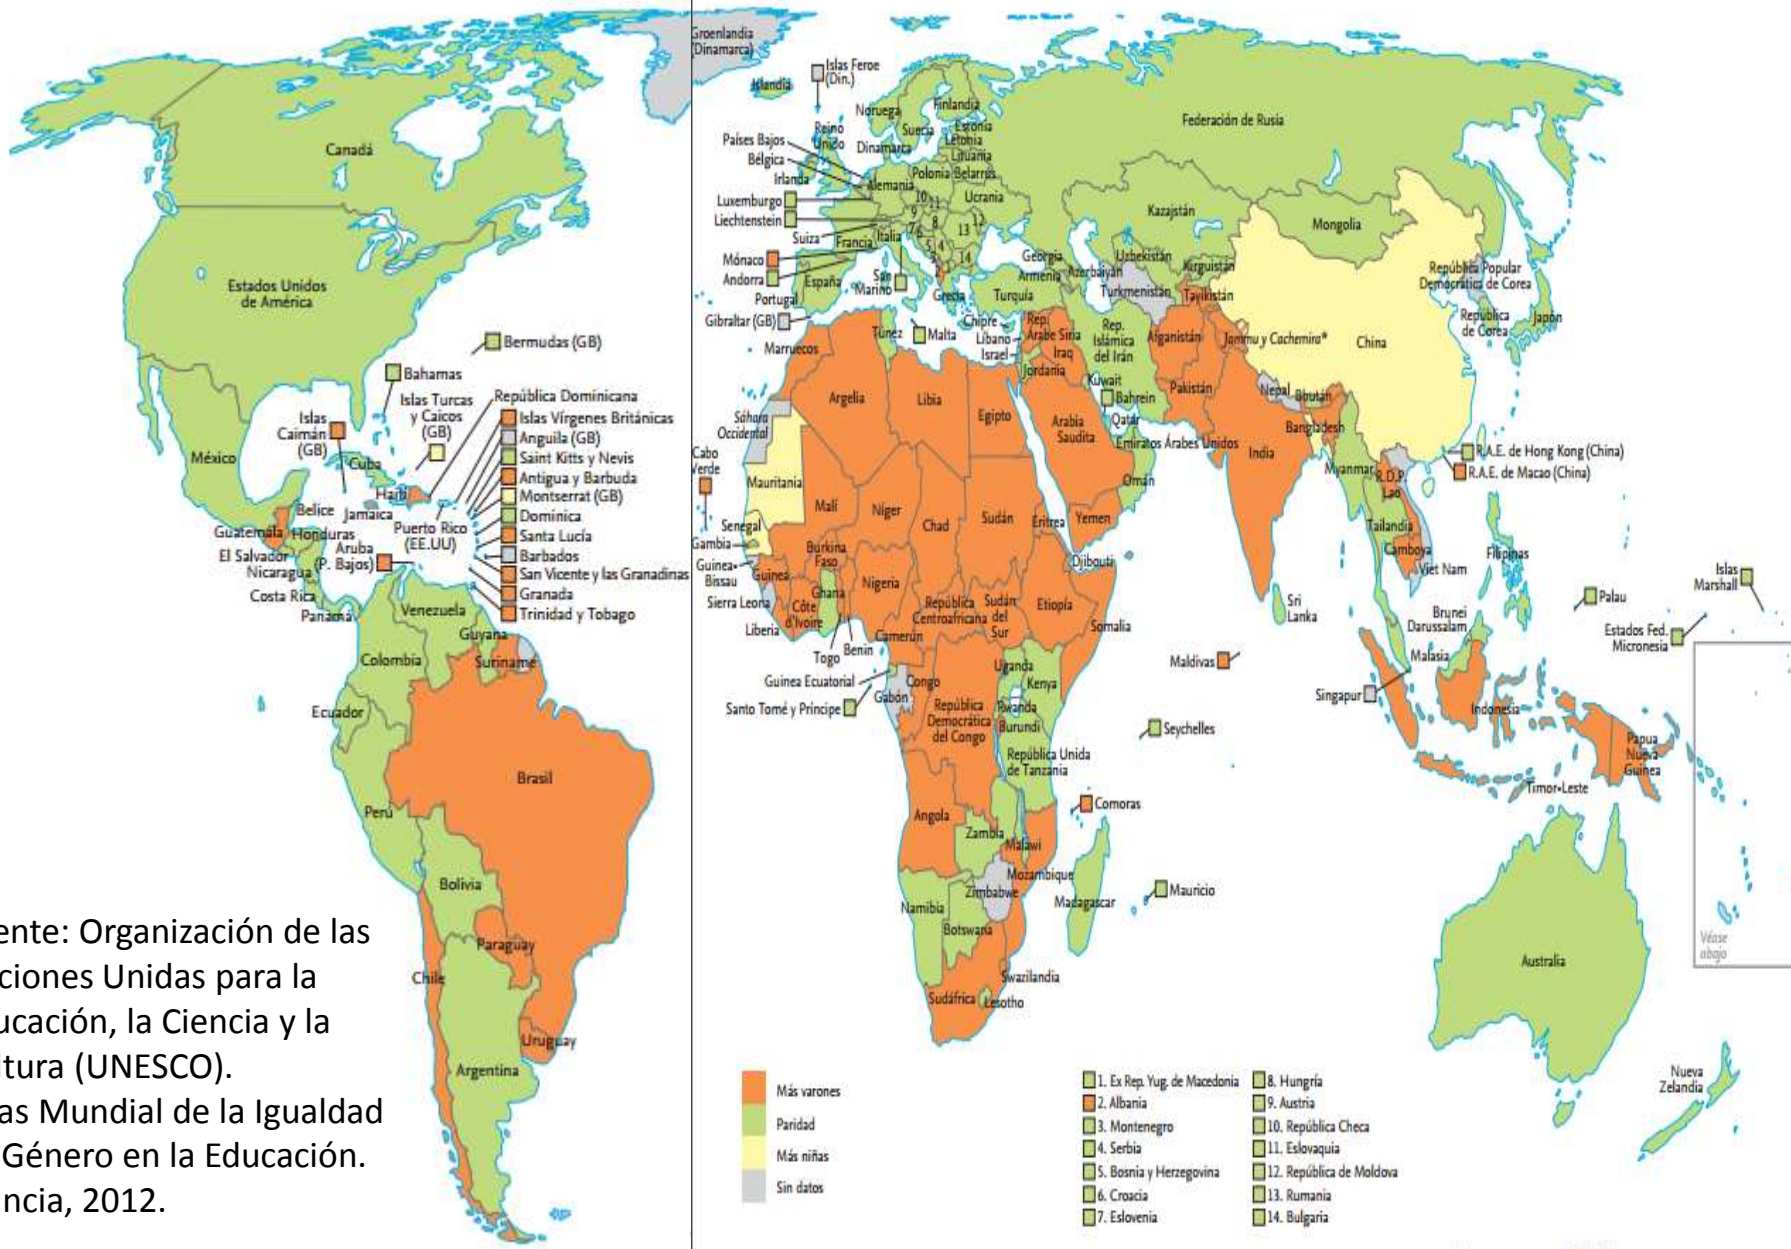 Groenlandia
(Dinamarca)
Islas Feroe
(Din.)
Islandia
Noruega
Finlandia
Suecia
Estonia
Letonia
Lituania
Reino
Unido
Dinamarca
Países Bajos
Bélgica
Irlanda
Polonia
Belarrus
Alemania
Luxemburgo
Liechtenstein
Ucrania
10
11
9
8
12
7
6
13
5
4
14
3
2
Suiza
Francia
Italia
Mónaco
Andorra
España
San
Marino
Portugal
Grecia
Gibraltar (GB)
Federación de Rusia
Kazajstán
Mongolia
Georgia
Armenia
Azerbaiyán
Uzbekistán
Kirguistán
Turkmenistán
Tayikistán
Turquía
República Popular
Democrática de Corea
República
de Corea
Japón
China
Canadá
Estados Unidos
de América
Bermudas (GB)
Bahamas
Islas Turcas
y Caicos
(GB)
Islas
Caimán
(GB)
República Dominicana
Islas Vírgenes Británicas
Anguila (GB)
Saint Kitts y Nevis
Antigua y Barbuda
Montserrat (GB)
Dominica
Santa Lucía
Barbados
San Vicente y las Granadinas
Granada
Trinidad y Tobago
México
Cuba
Haití
Jamaica
Belice
Puerto Rico
(EE.UU)
Guatemala
Honduras
El Salvador
Nicaragua
Aruba
(P. Bajos)
Costa Rica
Panamá
Venezuela
Guyana
Suriname
Colombia
Ecuador
Brasil
Perú
Bolivia
Paraguay
Chile
Uruguay
Argentina
Marruecos
Túnez
Malta
Chipre
Líbano
Israel
Rep.
Árabe Siria
Iraq
Jordania
Rep.
Islámica
del Irán
Afganistán
Jammu y Cachemira*
Kuwait
Bahrein
Qatar
Pakistán
Nepal
Bhután
Bangladesh
Argelia
Libia
Egipto
Arabia
Saudita
Emiratos Árabes Unidos
India
Sáhara
Occidental
Cabo
Verde
Mauritania
Malí
Níger
Chad
Sudán
Eritrea
Yemen
Omán
Myanmar
R.D.P.
Lao
R.A.E. de Hong Kong (China)
R.A.E. de Macao (China)
Tailandia
Camboya
Viet Nam
Filipinas
Senegal
Gambia
Guinea-
Bissau
Guinea
Burkina
Faso
Ghana
Nigeria
Djibouti
Sierra Leona
Liberia
Côte
d'Ivoire
Togo
Benin
Camerún
República
Centroafricana
Sudán
del
Sur
Etiopía
Somalia
Sri
Lanka
Maldivas
Brunei
Darussalam
Malasia
Singapur
Indonesia
Palau
Islas
Marshall
Estados Fed.
Micronesia
Guinea Ecuatorial
Santo Tomé y Príncipe
Gabón
Congo
República
Democrática
del Congo
Uganda
Kenya
Rwanda
Burundi
República Unida
de Tanzanía
Seychelles
Comoras
Papua
Nueva
Guinea
Timor-Leste
Angola
Zambia
Malawi
Mozambique
Zimbabwe
Madagascar
Mauricio
Namibia
Botswana
Swazilandia
Sudáfrica
Lesotho
Australia
Nueva
Zelandia
Véase
abajo
ente: Organización de las
ciones Unidas para la
ucación, la Ciencia y la
ltura (UNESCO).
as Mundial de la Igualdad
Género en la Educación.
ncia, 2012.
Más varones
Paridad
Más niñas
Sin datos
1. Ex Rep. Yug. de Macedonia
2. Albania
3. Montenegro
4. Serbia
5. Bosnia y Herzegovina
6. Croacia
7. Eslovenia
8. Hungría
9. Austria
10. República Checa
11. Eslovaquia
12. República de Moldova
13. Rumania
14. Bulgaria